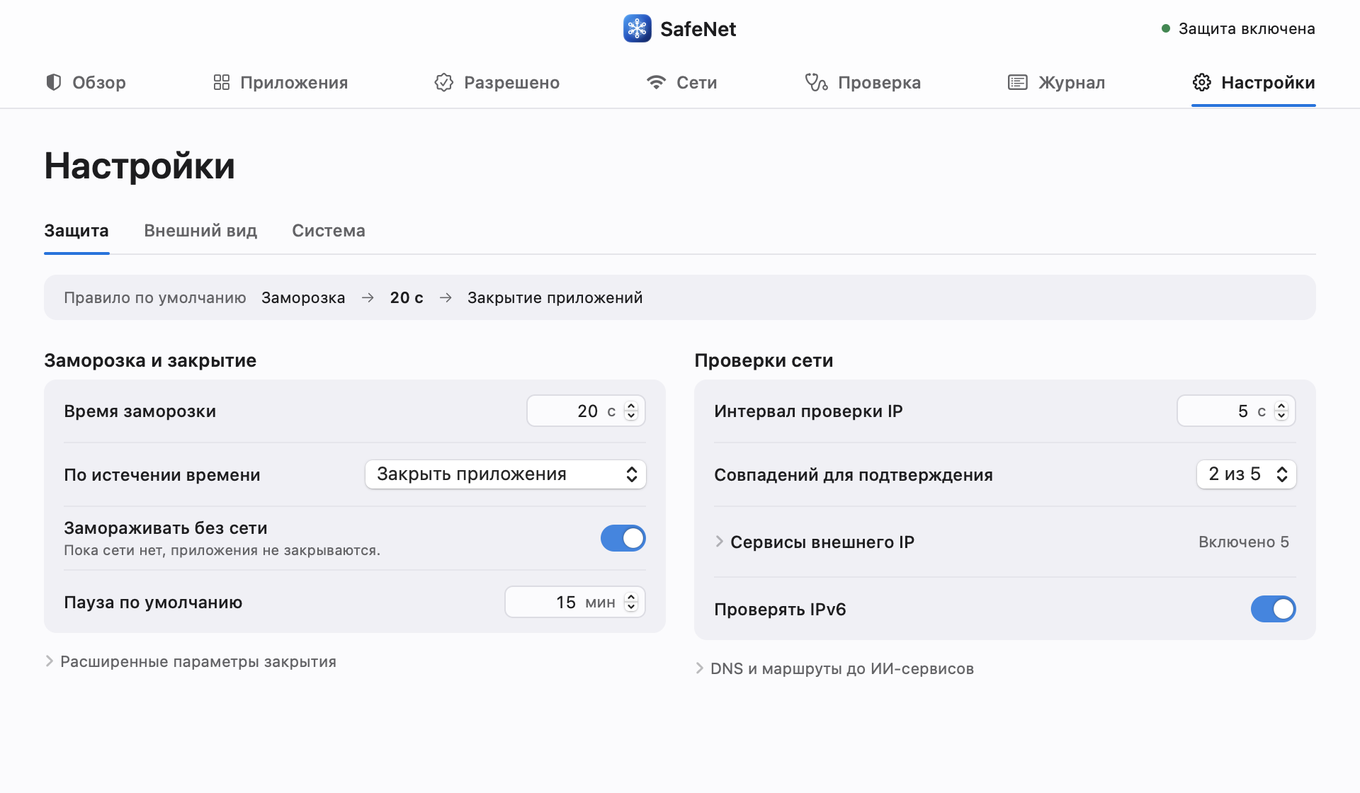 SafeNet
Защита включена
Обзор
Приложения
Разрешено
Сети
Проверка
Журнал
Настройки
Настройки
Защита
Внешний вид
Система
Правило по умолчанию Заморозка → 20 с → Закрытие приложений
Заморозка и закрытие
Время заморозки
20 с
По истечении времени
Закрыть приложения
Замораживать без сети
Пока сети нет, приложения не закрываются.
Пауза по умолчанию
15 мин
Расширенные параметры закрытия
Проверки сети
Интервал проверки IP
5 с
Совпадений для подтверждения
2 из 5
Сервисы внешнего IP
Включено 5
Проверять IPv6
DNS и маршруты до ИИ-сервисов